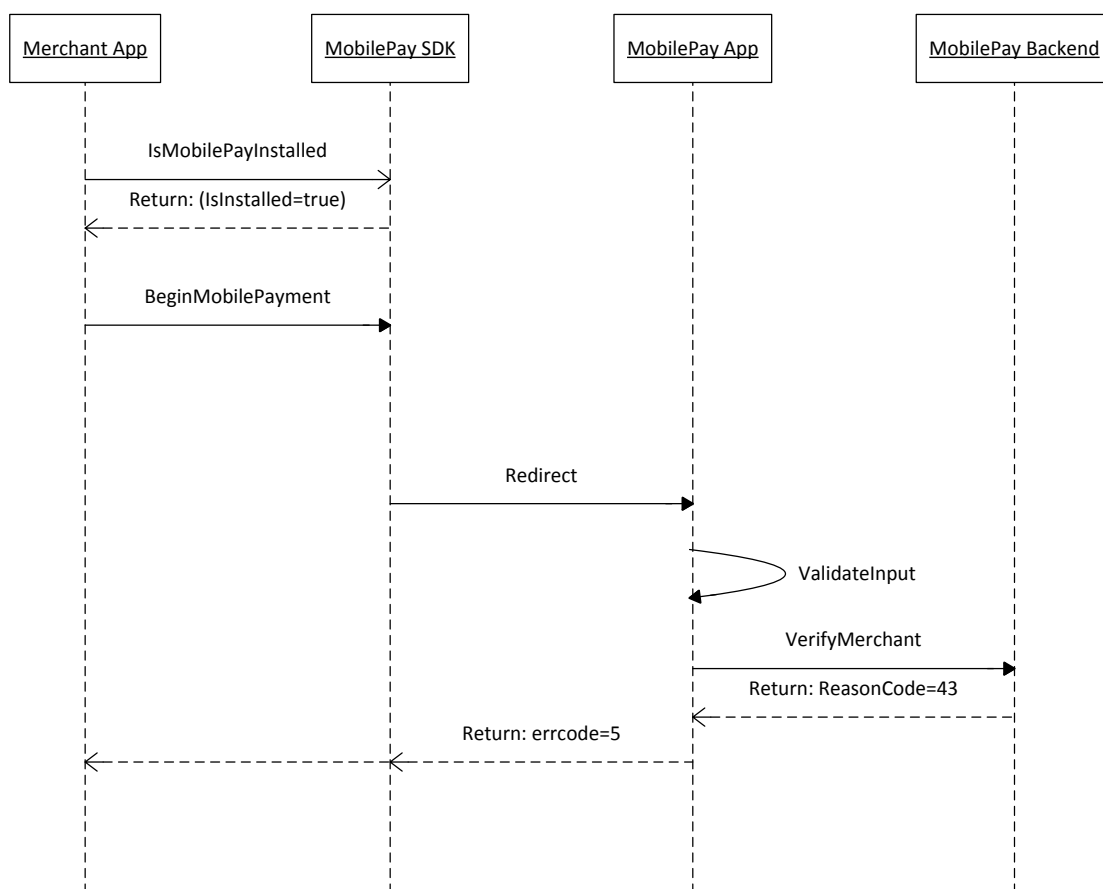 Merchant App
MobilePay SDK
MobilePay App
MobilePay Backend
IsMobilePayInstalled
Return: (IsInstalled=true)
BeginMobilePayment
Redirect
ValidateInput
VerifyMerchant
Return: ReasonCode=43
Return: errcode=5